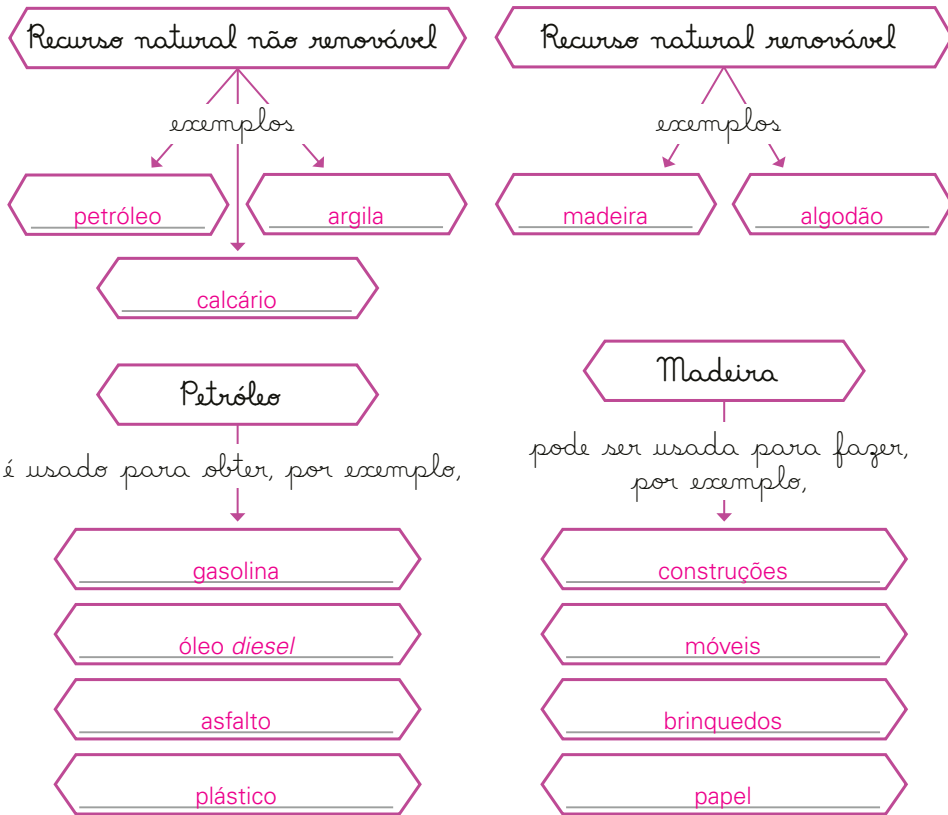 Recurso natural não renovável
exemplos
petróleo
argila
calcário
Recurso natural renovável
exemplos
madeira
algodão
Petróleo
é usado para obter, por exemplo,
gasolina
óleo diesel
asfalto
plástico
Madeira
pode ser usada para fazer,
por exemplo,
construções
móveis
brinquedos
papel